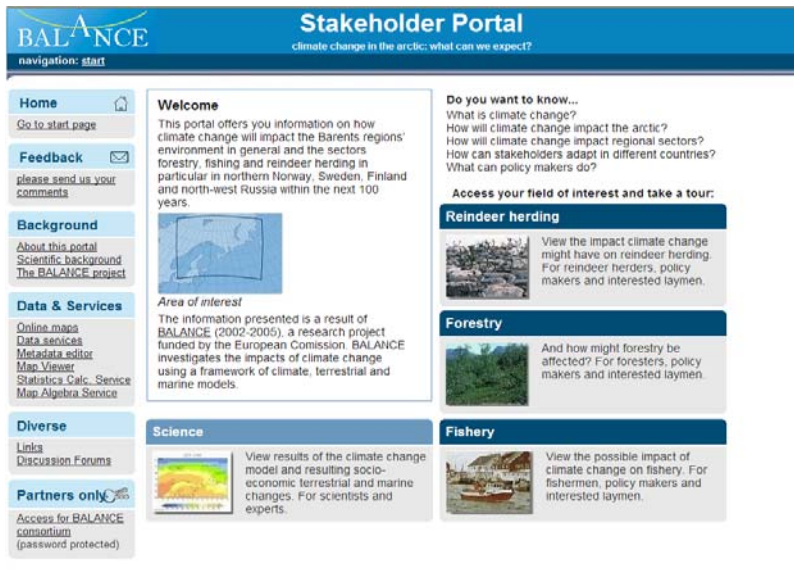 BALANCE
Stakeholder Portal
climate change in the arctic: what can we expect?
navigation: start
Home
Go to start page
Feedback
please send us your
comments
Background
About this portal
Scientific background
The BALANCE project
Data & Services
Online maps
Data services
Metadata editor
Map Viewer
Statistics Calc. Service
Map Algebra Service
Diverse
Links
Discussion Forums
Partners only
Access for BALANCE
consortium
(password protected)
Welcome
This portal offers you information on how
climate change will impact the Barents regions'
environment in general and the sectors
forestry, fishing and reindeer herding in
particular in northern Norway, Sweden, Finland
and north-west Russia within the next 100
years.
Area of interest
The information presented is a result of
BALANCE (2002-2005), a research project
funded by the European Comission. BALANCE
investigates the impacts of climate change
using a framework of climate, terrestrial and
marine models.
Do you want to know...
What is climate change?
How will climate change impact the arctic?
How will climate change impact regional sectors?
How can stakeholders adapt in different countries?
What can policy makers do?
Access your field of interest and take a tour:
Reindeer herding
View the impact climate change
might have on reindeer herding.
For reindeer herders, policy
makers and interested laymen.
Forestry
And how might forestry be
affected? For foresters, policy
makers and interested laymen.
Science
View results of the climate change
model and resulting socio-
economic terrestrial and marine
changes. For scientists and
experts.
Fishery
View the possible impact of
climate change on fishery. For
fishermen, policy makers and
interested laymen.